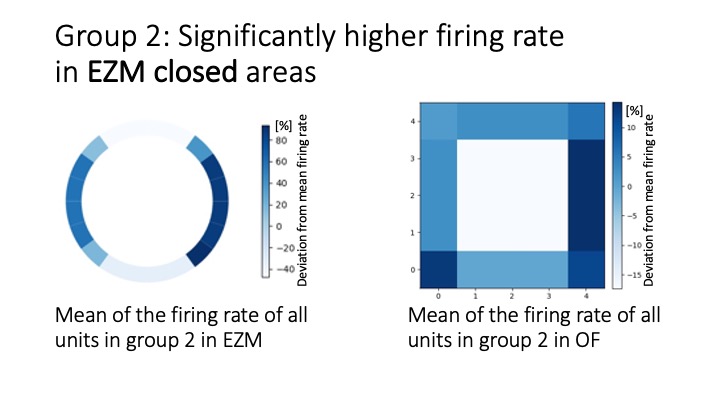 Group 2: Significantly higher firing rate
in EZM closed areas
[%]
80
60
40
20
0
−20
−40
Deviation from mean firing rate
4
3
2
1
0
0 1 2 3 4
[%]
10
5
0
−5
−10
−15
Deviation from mean firing rate
Mean of the firing rate of all
units in group 2 in EZM
Mean of the firing rate of all
units in group 2 in OF